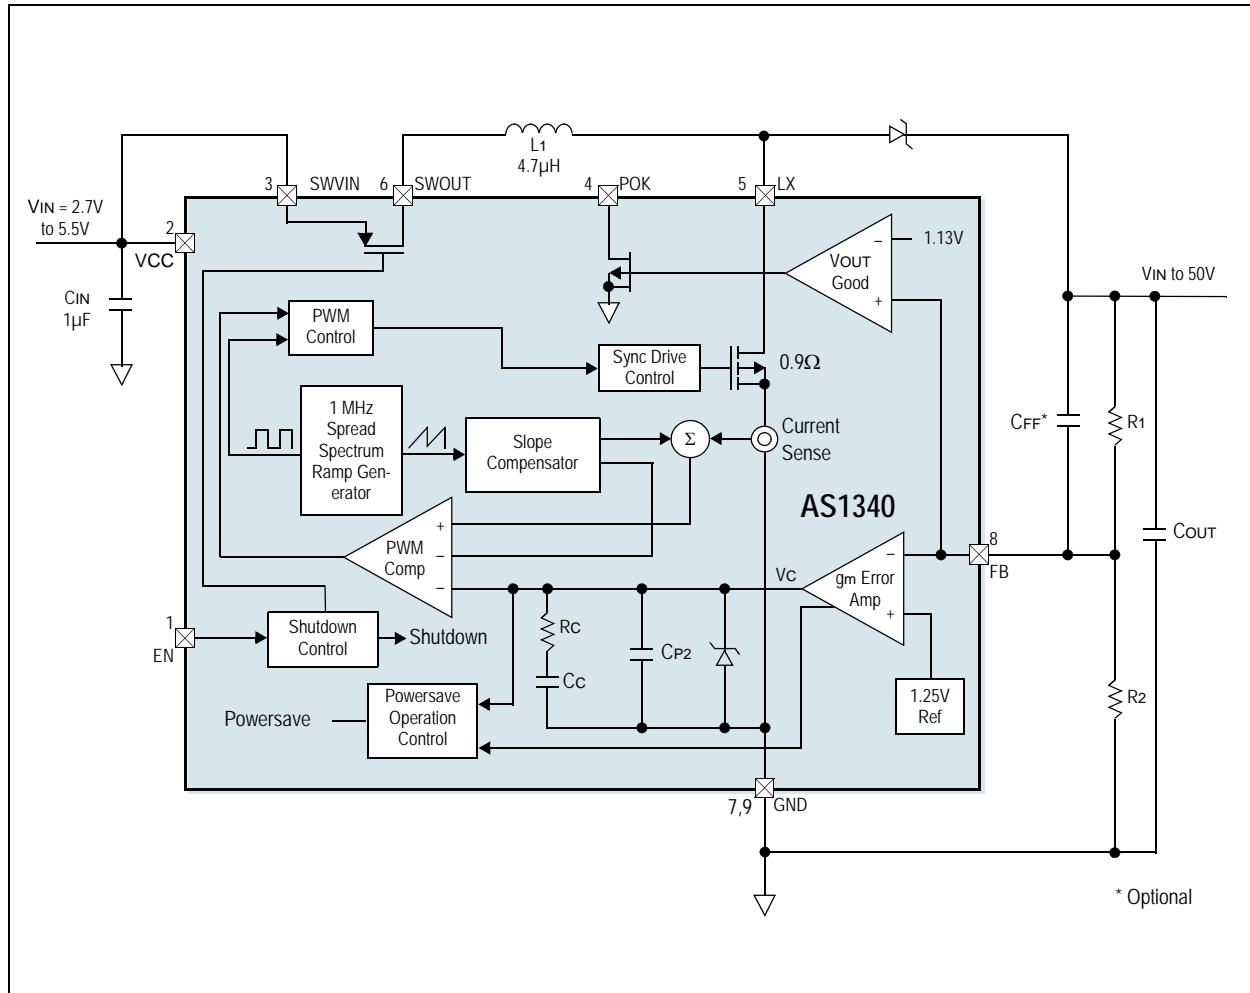 L1
4.7µH
3
SWVIN
6
SWOUT
4
POK
5
LX
VIN = 2.7V
to 5.5V
2
VCC
1.13V
–
VOUT
Good
+
VIN to 50V
CIN
1µF
PWM
Control
Sync Drive
Control
0.9Ω
1 MHz
Spread
Spectrum
Ramp Gen-
erator
Slope
Compensator
Σ
Current
Sense
CFF*
R1
AS1340
PWM
Comp
+
–
–
COUT
8
FB
VC
gm Error
Amp
–
+
1
EN
Shutdown
Control
Shutdown
RC
CP2
CC
1.25V
Ref
R2
Powersave
Powersave
Operation
Control
7,9
GND
* Optional